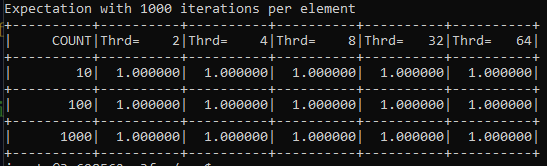 Expectation with 1000 iterations per element
+---------+---------+---------+---------+---------+---------+
|    COUNT|Thrd=   2|Thrd=   4|Thrd=   8|Thrd=  32|Thrd=  64|
+---------+---------+---------+---------+---------+---------+
|       10| 1.000000| 1.000000| 1.000000| 1.000000| 1.000000|
+---------+---------+---------+---------+---------+---------+
|      100| 1.000000| 1.000000| 1.000000| 1.000000| 1.000000|
+---------+---------+---------+---------+---------+---------+
|     1000| 1.000000| 1.000000| 1.000000| 1.000000| 1.000000|
+---------+---------+---------+---------+---------+---------+